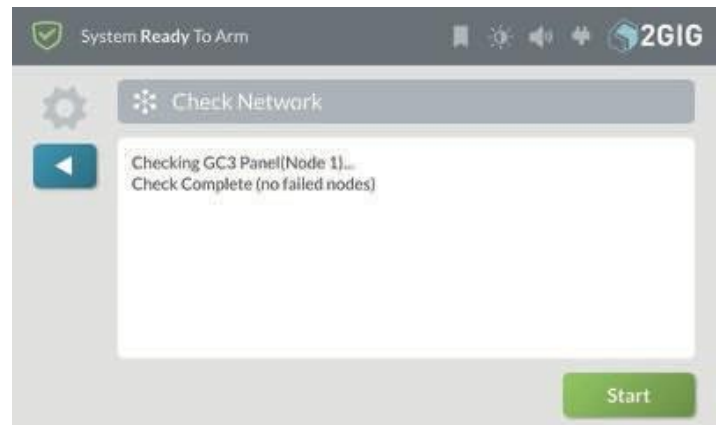 System Ready To Arm
2GIG
Check Network
Checking GC3 Panel(Node 1)...
Check Complete (no failed nodes)
Start